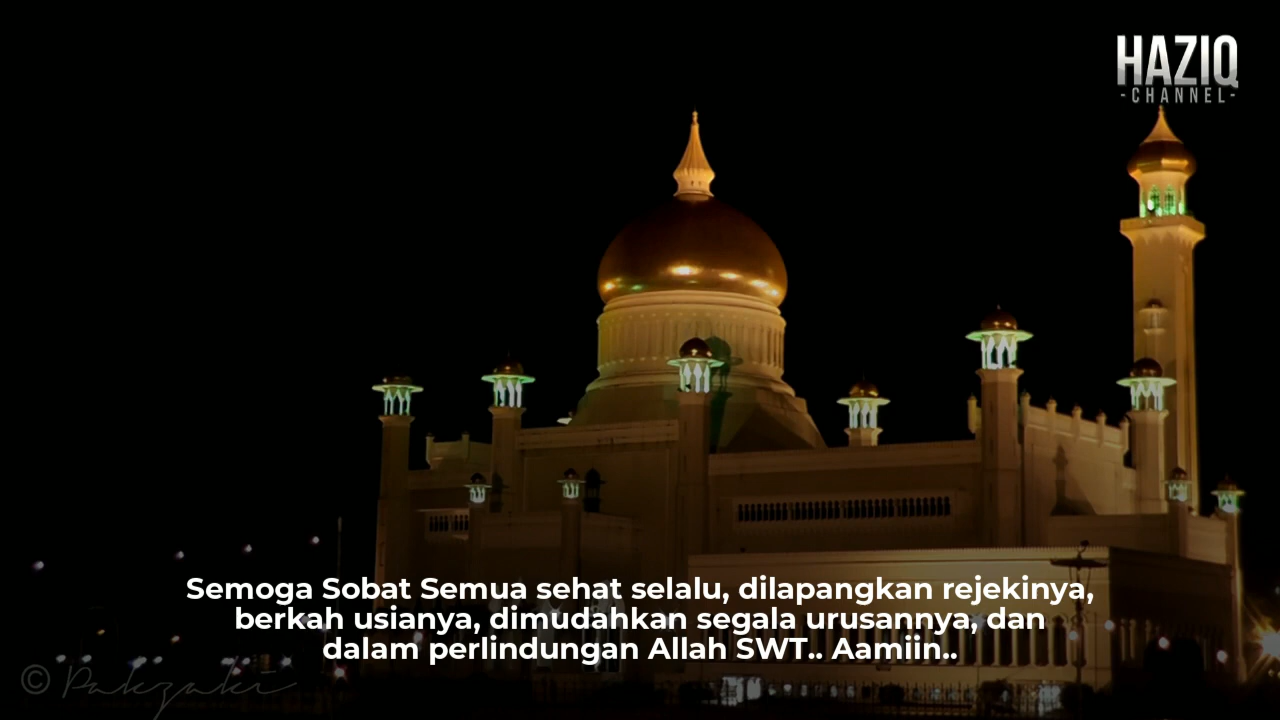 HAZIQ
-CHANNEL-
Semoga Sobat Semua sehat selalu, dilapangkan rejekinya,
berkah usianya, dimudahkan segala urusannya, dan
dalam perlindungan Allah SWT.. Aamiin..
© Pakzaki